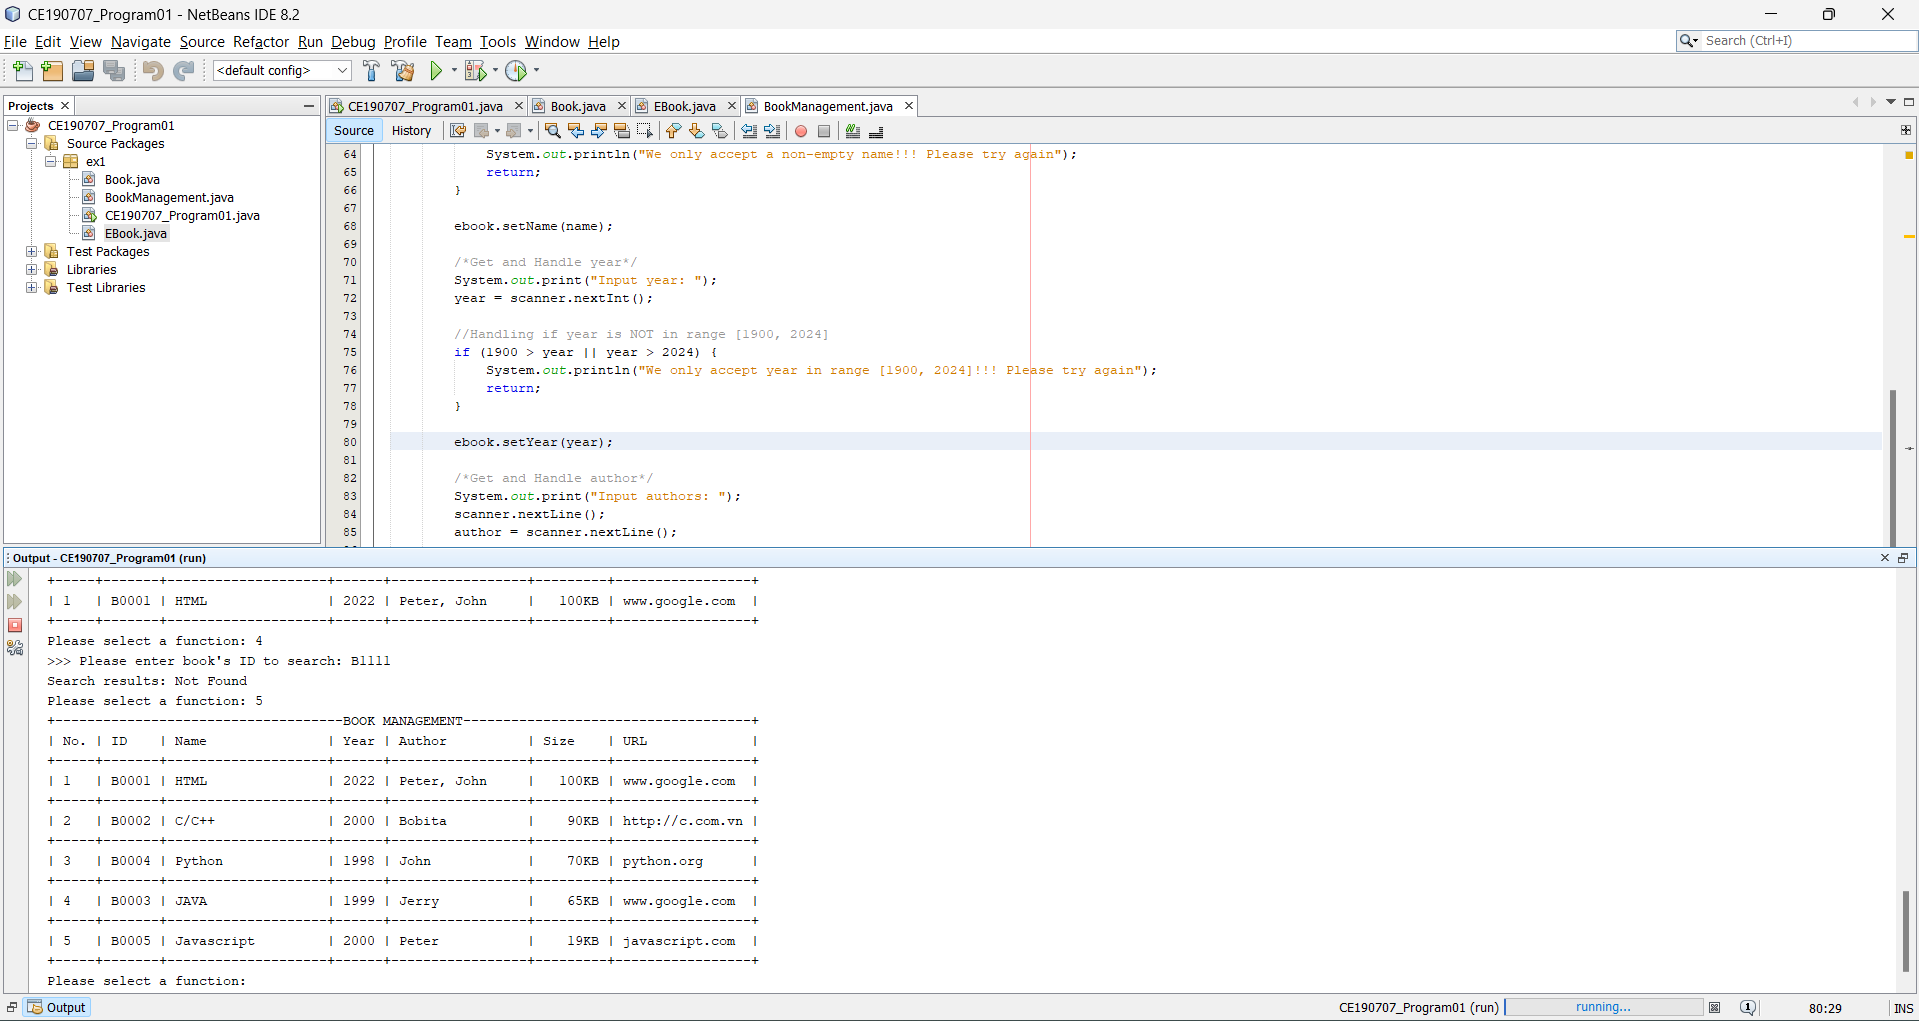 CE190707_Program01 - NetBeans IDE 8.2
File Edit View Navigate Source Refactor Run Debug Profile Team Tools Window Help
Search (Ctrl+I)
<default config>
Projects
CE190707_Program01
Source Packages
ex1
Book.java
BookManagement.java
CE190707_Program01.java
EBook.java
Test Packages
Libraries
Test Libraries
CE190707_Program01.java Book.java EBook.java BookManagement.java
Source History
64 System.out.println("We only accept a non-empty name!!! Please try again");
65 return;
66 }
67
68 ebook.setName(name);
69
70 /*Get and Handle year*/
71 System.out.print("Input year: ");
72 year = scanner.nextInt();
73
74 //Handling if year is NOT in range [1900, 2024]
75 if (1900 > year || year > 2024) {
76 System.out.println("We only accept year in range [1900, 2024]!!! Please try again");
77 return;
78 }
79
80 ebook.setYear(year);
81
82 /*Get and Handle author*/
83 System.out.print("Input authors: ");
84 scanner.nextLine();
85 author = scanner.nextLine();
Output - CE190707_Program01 (run)
+-----+-------+--------------------+------+-----------------+---------+-----------------+
| 1   | B0001 | HTML               | 2022 | Peter, John     |   100KB | www.google.com  |
+-----+-------+--------------------+------+-----------------+---------+-----------------+
Please select a function: 4
>>> Please enter book's ID to search: B1111
Search results: Not Found
Please select a function: 5
+------------------------------------BOOK MANAGEMENT------------------------------------+
| No. | ID    | Name               | Year | Author          | Size    | URL             |
+-----+-------+--------------------+------+-----------------+---------+-----------------+
| 1   | B0001 | HTML               | 2022 | Peter, John     |   100KB | www.google.com  |
+-----+-------+--------------------+------+-----------------+---------+-----------------+
| 2   | B0002 | C/C++              | 2000 | Bobita          |    90KB | http://c.com.vn |
+-----+-------+--------------------+------+-----------------+---------+-----------------+
| 3   | B0004 | Python             | 1998 | John            |    70KB | python.org      |
+-----+-------+--------------------+------+-----------------+---------+-----------------+
| 4   | B0003 | JAVA               | 1999 | Jerry           |    65KB | www.google.com  |
+-----+-------+--------------------+------+-----------------+---------+-----------------+
| 5   | B0005 | Javascript         | 2000 | Peter           |    19KB | javascript.com  |
+-----+-------+--------------------+------+-----------------+---------+-----------------+
Please select a function:
Output
CE190707_Program01 (run) running... 1 80:29 INS